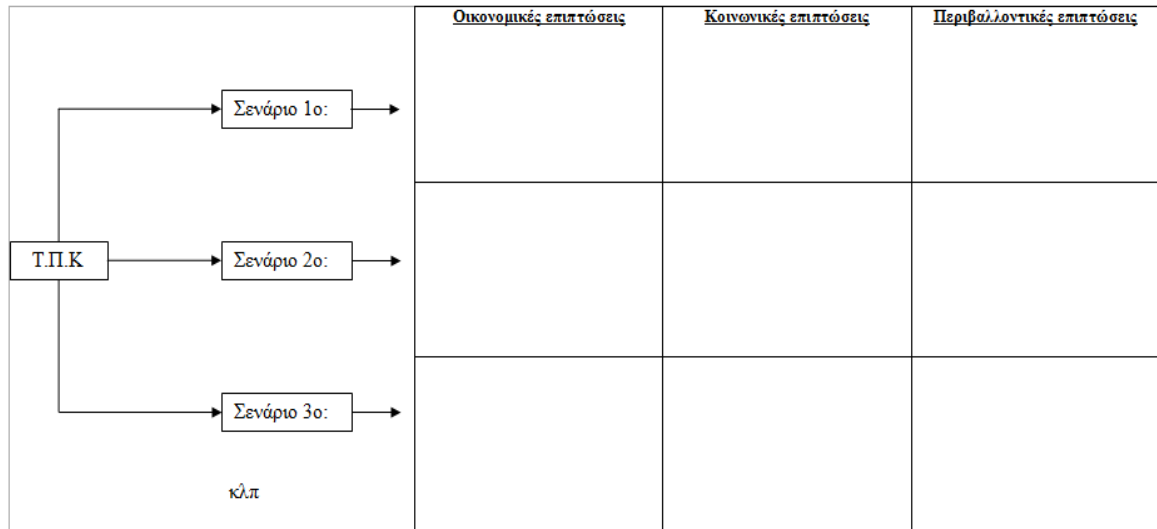 Οικονομικές επιπτώσεις
Κοινωνικές επιπτώσεις
Περιβαλλοντικές επιπτώσεις
Σενάριο 1ο:
Τ.Π.Κ
Σενάριο 2ο:
Σενάριο 3ο:
κλπ